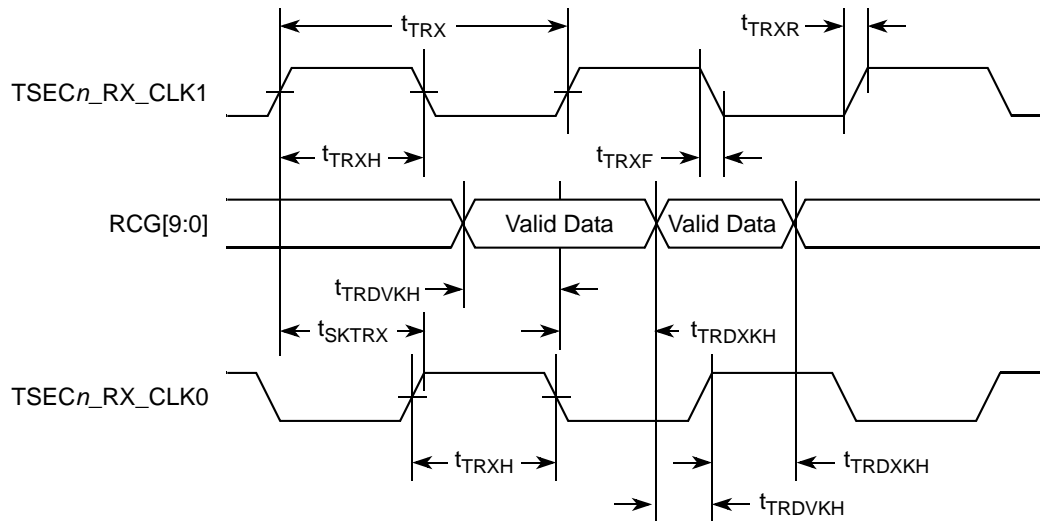 tTRX
tTRXR
TSECn_RX_CLK1
tTRXH
tTRXF
RCG[9:0]
Valid Data
Valid Data
tTRDVKH
tSKTRX
tTRDXKH
TSECn_RX_CLK0
tTRXH
tTRDXKH
tTRDVKH